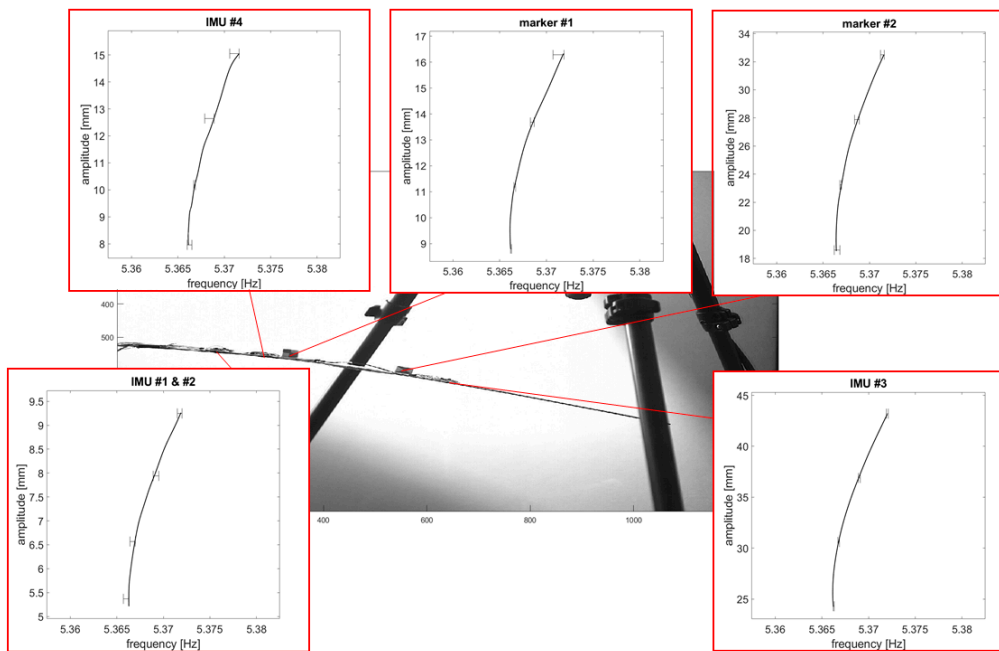 IMU #4
15
14
13
12
11
10
9
8
amplitude [mm]
5.36 5.365 5.37 5.375 5.38
frequency [Hz]
marker #1
17
16
15
14
13
12
11
10
9
amplitude [mm]
5.36 5.365 5.37 5.375 5.38
frequency [Hz]
marker #2
34
32
30
28
26
24
22
20
18
amplitude [mm]
5.36 5.365 5.37 5.375 5.38
frequency [Hz]
400
500
400 600 800 1000
IMU #1 & #2
9.5
9
8.5
8
7.5
7
6.5
6
5.5
5
amplitude [mm]
5.36 5.365 5.37 5.375 5.38
frequency [Hz]
IMU #3
45
40
35
30
25
amplitude [mm]
5.36 5.365 5.37 5.375 5.38
frequency [Hz]